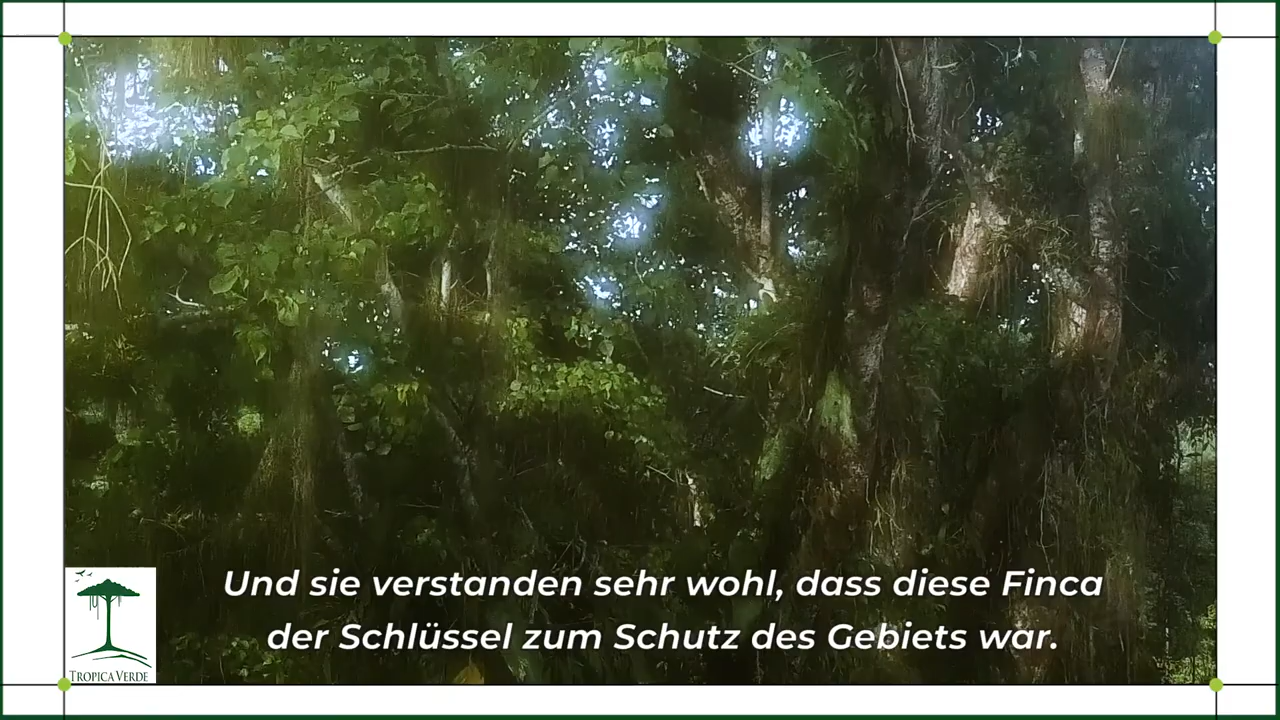 Und sie verstanden sehr wohl, dass diese Finca
der Schlüssel zum Schutz des Gebiets war.
TROPICA VERDE